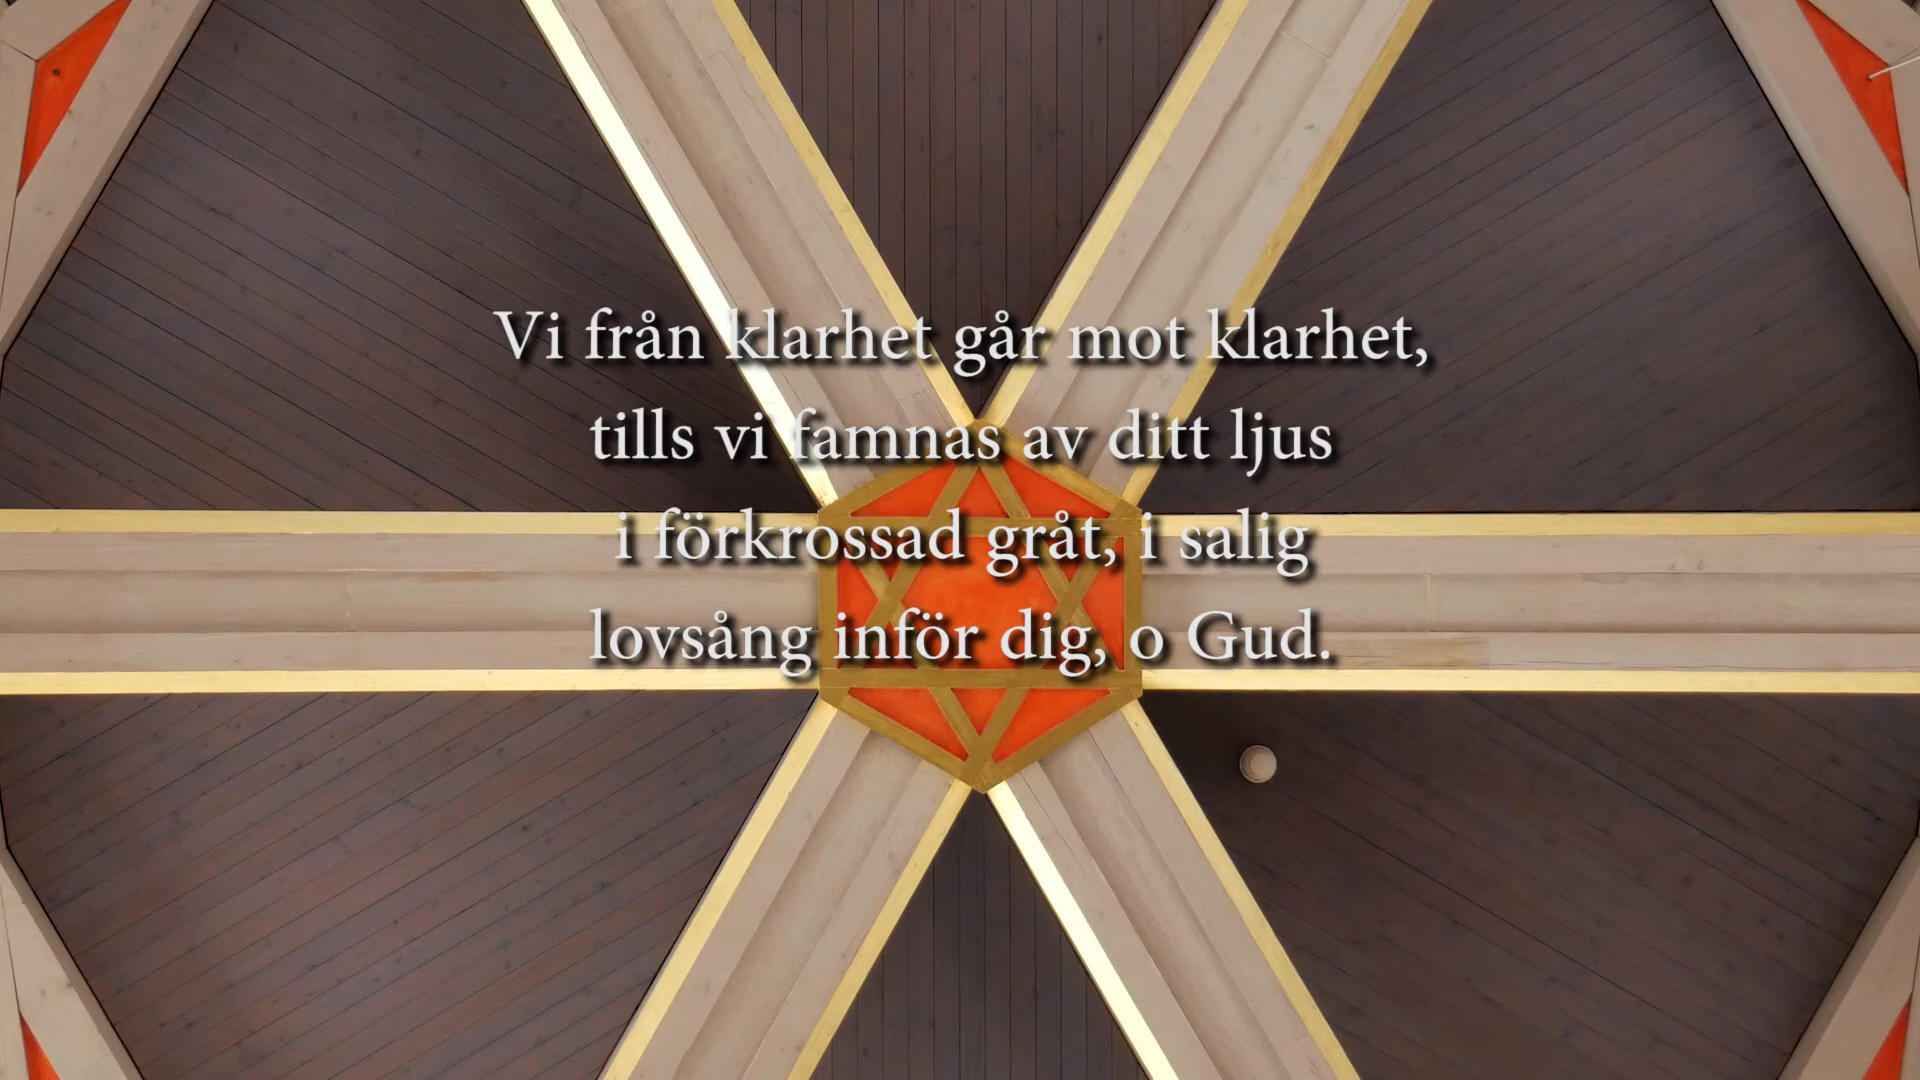 Vi från klarhet går mot klarhet,
tills vi famnas av ditt ljus
i förkrossad gråt, i salig
lovsång inför dig, o Gud.